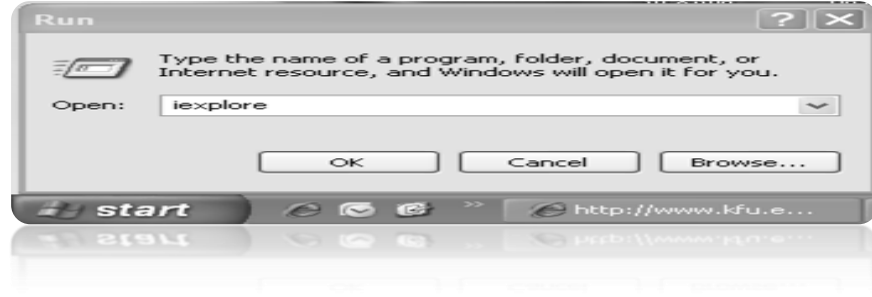 Run
Type the name of a program, folder, document, or
Internet resource, and Windows will open it for you.
Open: iexplore
OK Cancel Browse...
start >> http://www.kfu.e...